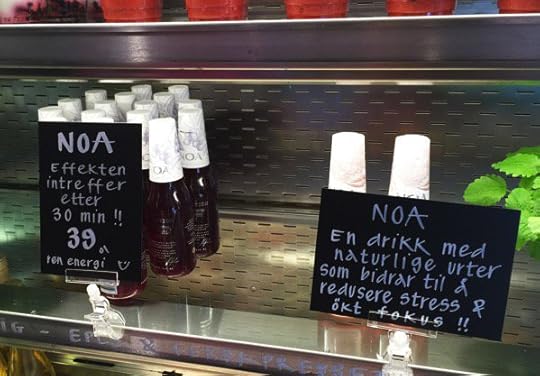 NOA
Effekten
intreffer
etter
30 min !!
39
ren energi
NOA
NOA
En drikk med
naturlige urter
som bidrar til å
redusere stress &
økt fokus !!